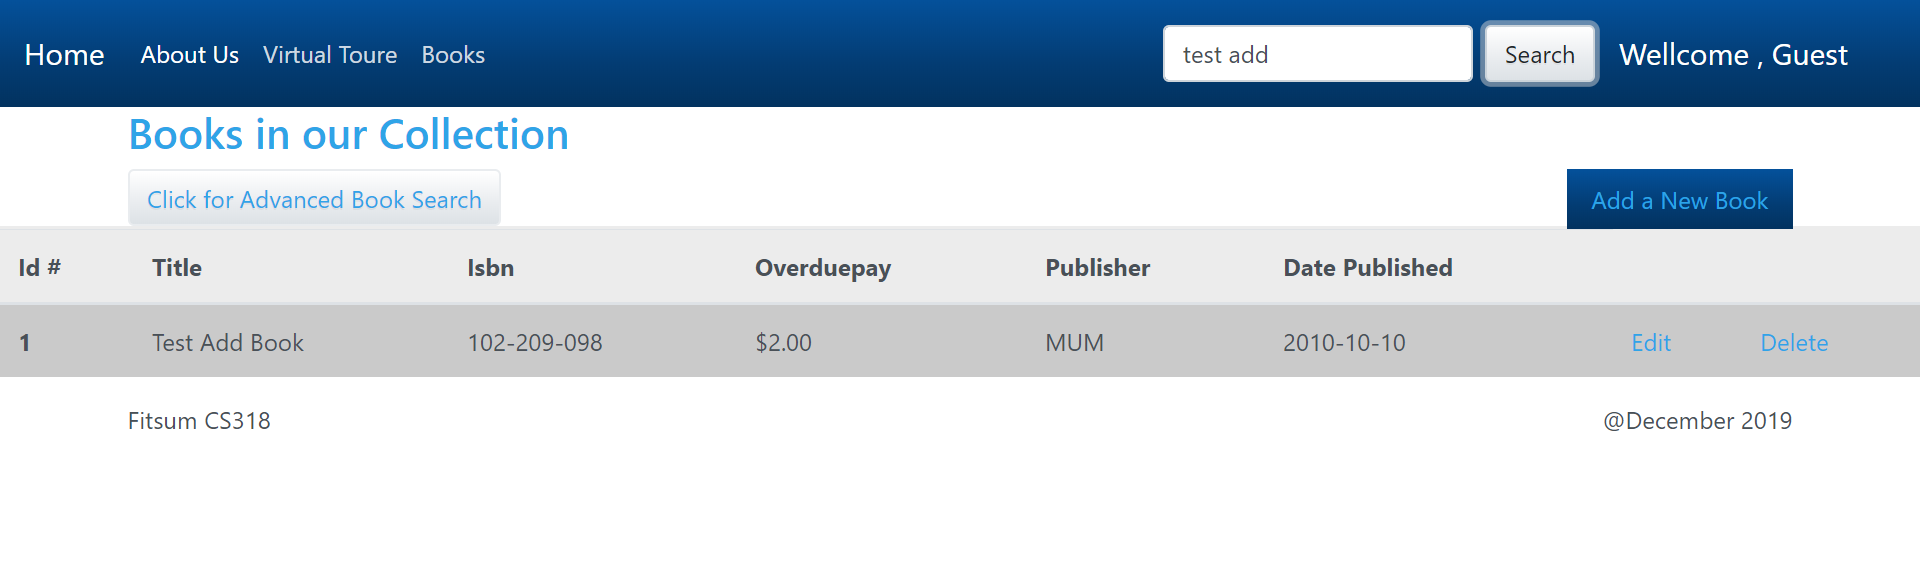 Home About Us Virtual Toure Books test add Search Wellcome , Guest
Books in our Collection
Click for Advanced Book Search Add a New Book
Id # Title Isbn Overduepay Publisher Date Published
1 Test Add Book 102-209-098 $2.00 MUM 2010-10-10 Edit Delete
Fitsum CS318 @December 2019